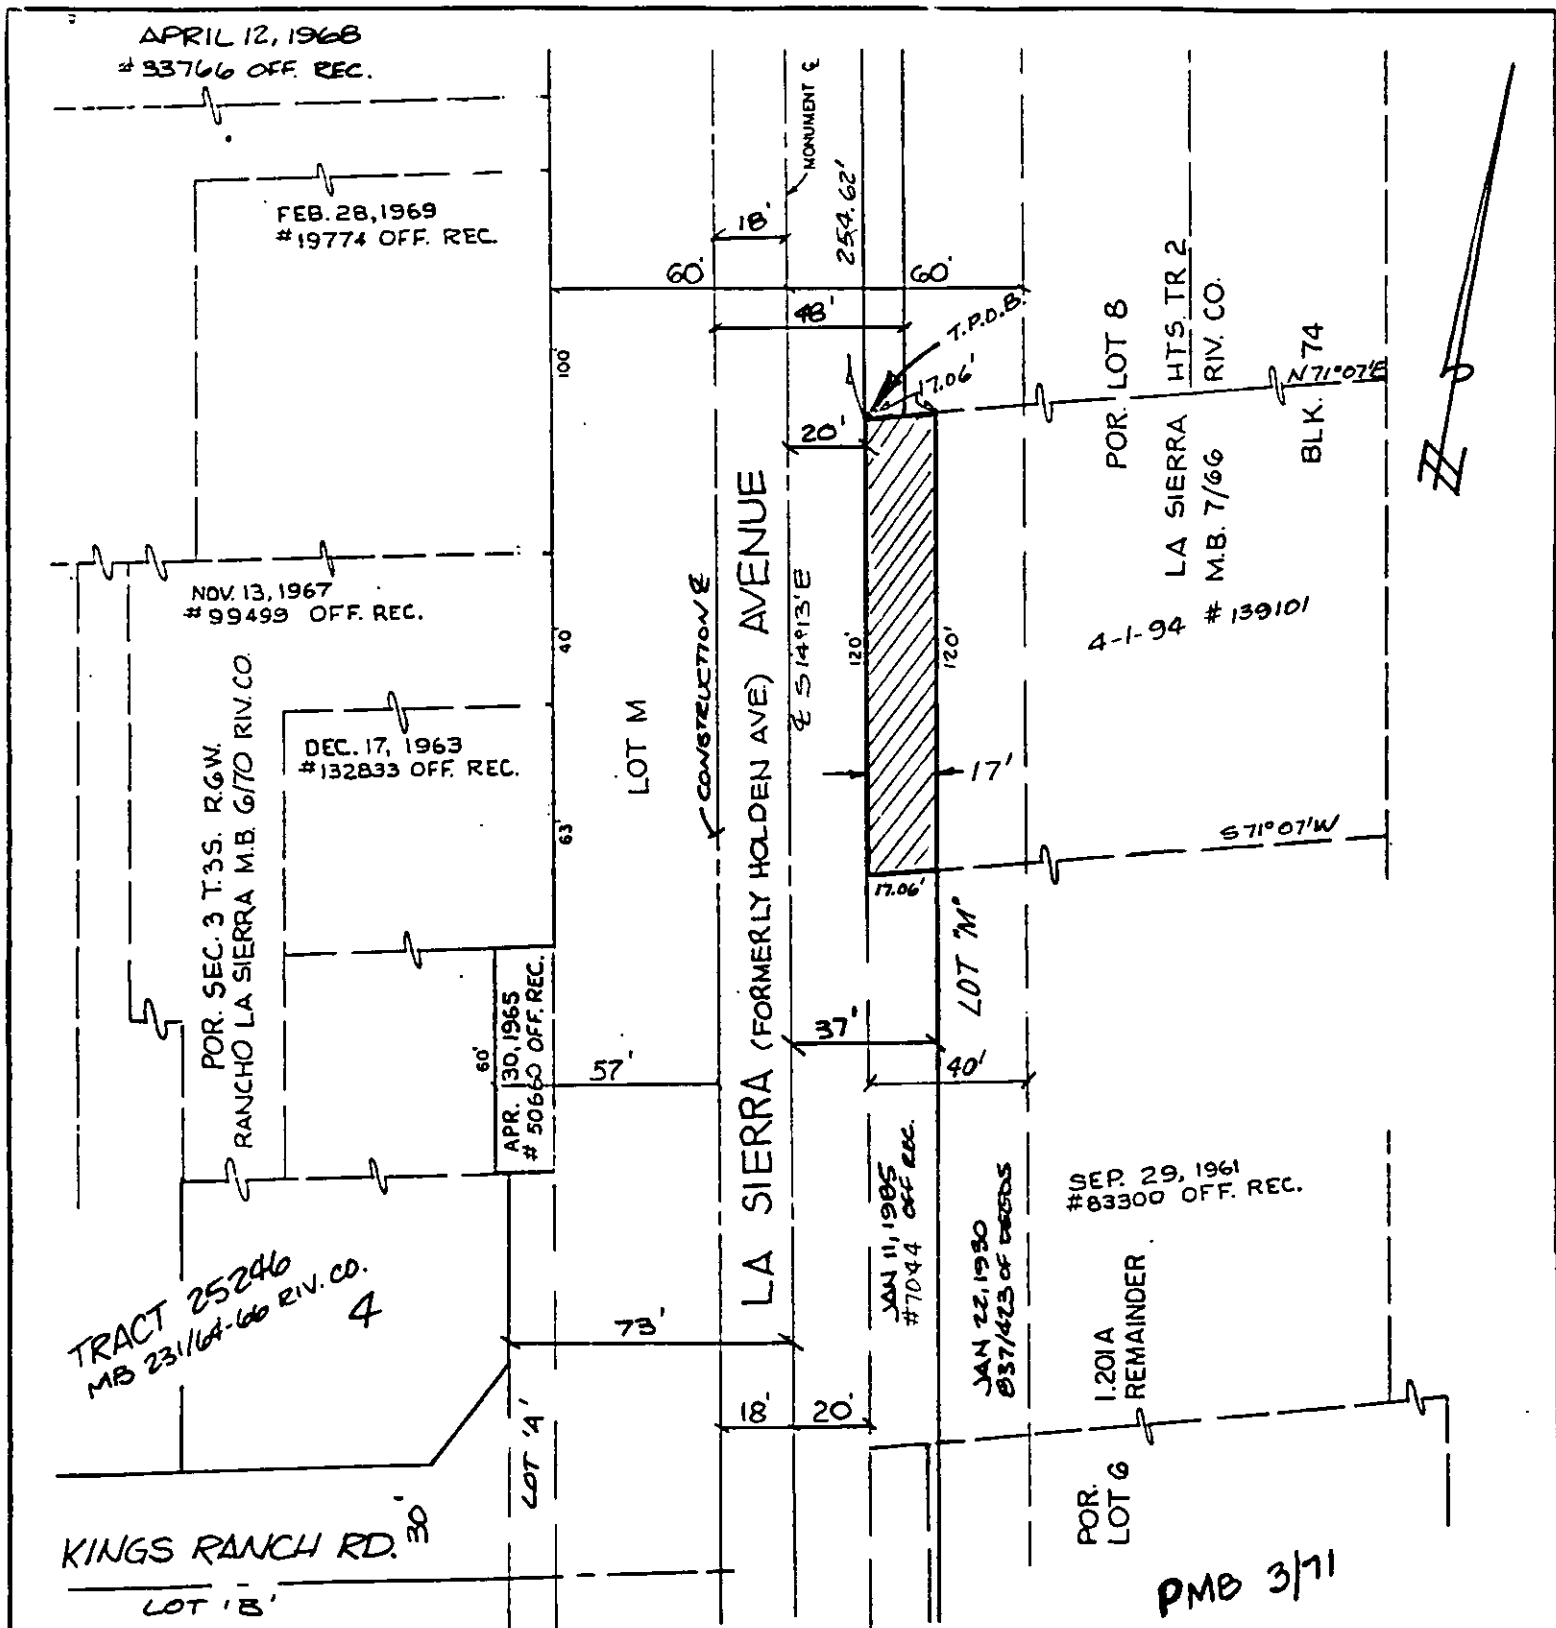 APRIL 12, 1968
#33766 OFF. REC.
FEB. 28, 1969
#19774 OFF. REC.
NOV. 13, 1967
#99499 OFF. REC.
DEC. 17, 1963
#132833 OFF. REC.
POR. SEC. 3 T.3S. R.6W.
RANCHO LA SIERRA M.B. 6/70 RIV. CO.
APR. 30, 1965
# 50660 OFF. REC.
60'
100'
40'
63'
LOT M
CONSTRUCTION ℄
LA SIERRA (FORMERLY HOLDEN AVE.) AVENUE
℄ S 14°13' E
MONUMENT ℄
18'
60'
60'
48'
254.62'
T.P.O.B.
17.06'
20'
120'
120'
17'
17.06'
POR. LOT 8
LA SIERRA HTS. TR 2
M.B. 7/66 RIV. CO.
BLK. 74
N 71°07' E
4-1-94 # 139101
S 71°07' W
LOT "M"
37'
40'
57'
JAN 11, 1985
#7044 OFF REC.
JAN 22, 1930
837/423 OF DEEDS
SEP. 29, 1961
#83300 OFF. REC.
1.201A
REMAINDER
TRACT 25246
MB 231/64-66 RIV. CO.
4
73'
18'
20'
LOT 'A'
KINGS RANCH RD.
30'
LOT 'B'
POR.
LOT 6
PMB 3/71